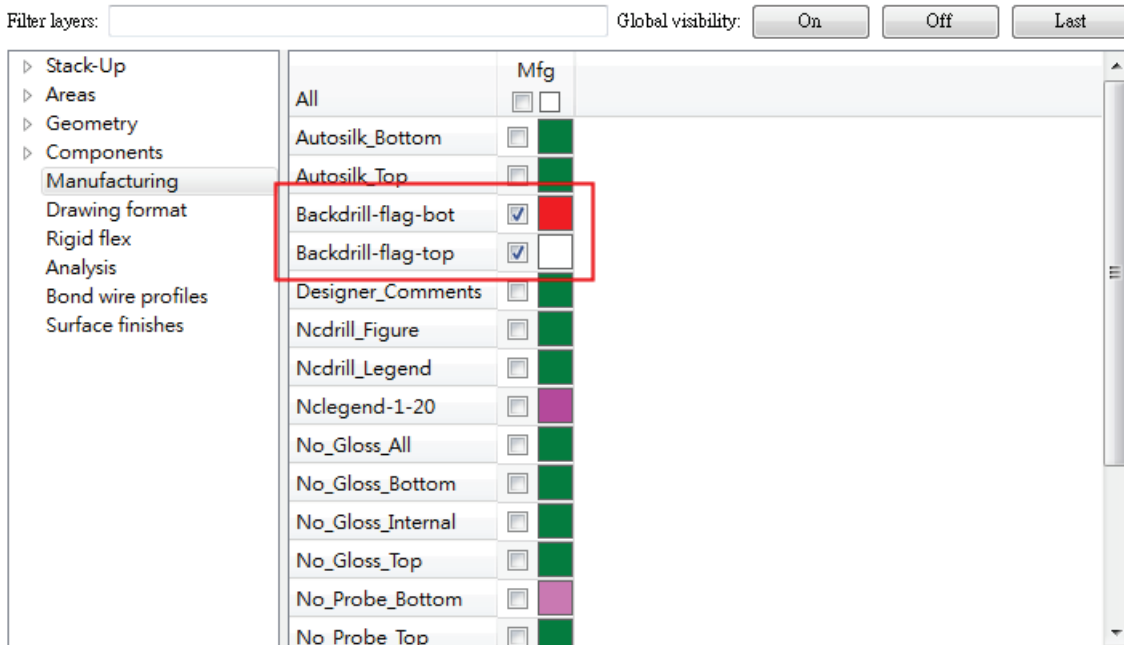 Filter layers: Global visibility: On Off Last
Stack-Up
Areas
Geometry
Components
Manufacturing
Drawing format
Rigid flex
Analysis
Bond wire profiles
Surface finishes
Mfg
All
Autosilk_Bottom
Autosilk_Top
Backdrill-flag-bot
Backdrill-flag-top
Designer_Comments
Ncdrill_Figure
Ncdrill_Legend
Nclegend-1-20
No_Gloss_All
No_Gloss_Bottom
No_Gloss_Internal
No_Gloss_Top
No_Probe_Bottom
No_Probe_Top